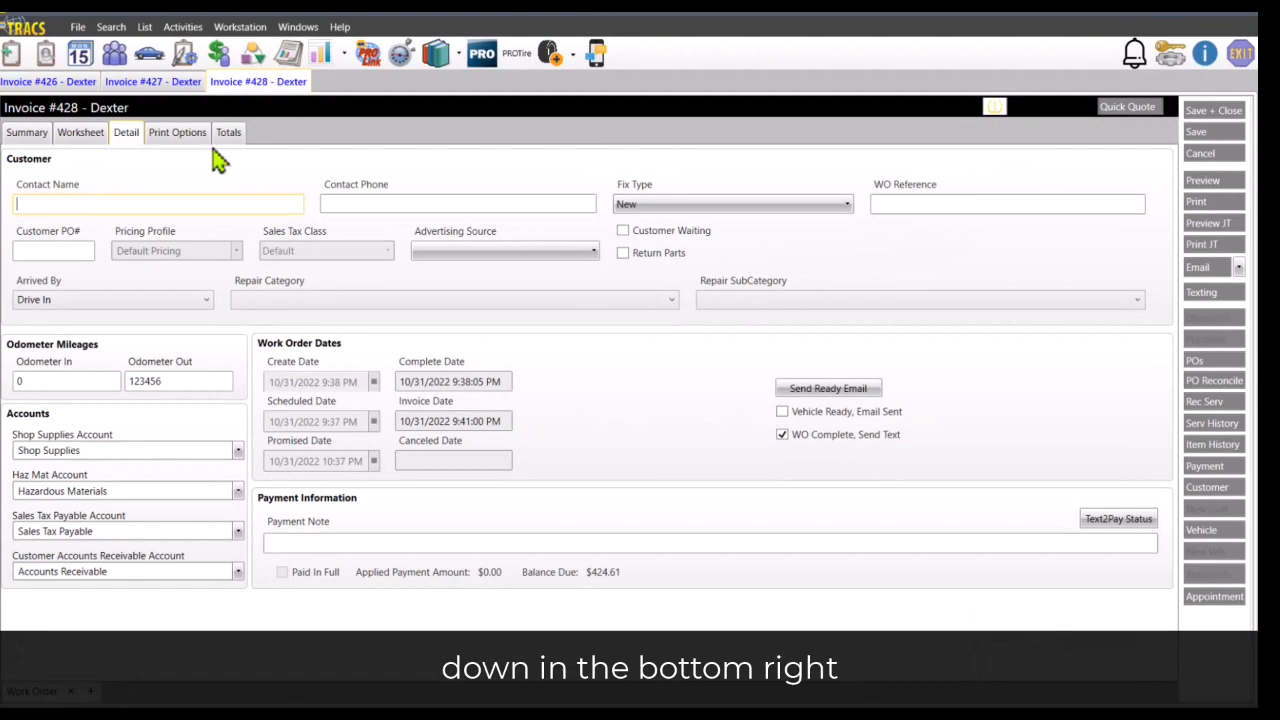 TRACS
File Search List Activities Workstation Windows Help
15 PRO LINK PRO PROTire EXIT
Invoice #426 - Dexter Invoice #427 - Dexter Invoice #428 - Dexter
Invoice #428 - Dexter Quick Quote
Summary Worksheet Detail Print Options Totals
Customer
Contact Name Contact Phone Fix Type WO Reference
New
Customer PO# Pricing Profile Sales Tax Class Advertising Source Customer Waiting
Default Pricing Default Return Parts
Arrived By Repair Category Repair SubCategory
Drive In
Odometer Mileages
Odometer In Odometer Out
0 123456
Accounts
Shop Supplies Account
Shop Supplies
Haz Mat Account
Hazardous Materials
Sales Tax Payable Account
Sales Tax Payable
Customer Accounts Receivable Account
Accounts Receivable
Work Order Dates
Create Date Complete Date
10/31/2022 9:38 PM 10/31/2022 9:38:05 PM
Scheduled Date Invoice Date
10/31/2022 9:37 PM 10/31/2022 9:41:00 PM
Promised Date Canceled Date
10/31/2022 10:37 PM
Send Ready Email
Vehicle Ready, Email Sent
WO Complete, Send Text
Payment Information
Payment Note Text2Pay Status
Paid In Full Applied Payment Amount: $0.00 Balance Due: $424.61
Save + Close
Save
Cancel
Preview
Print
Preview JT
Print JT
Email
Texting
POs
PO Reconcile
Rec Serv
Serv History
Item History
Payment
Customer
Vehicle
Appointment
down in the bottom right
Work Order × +